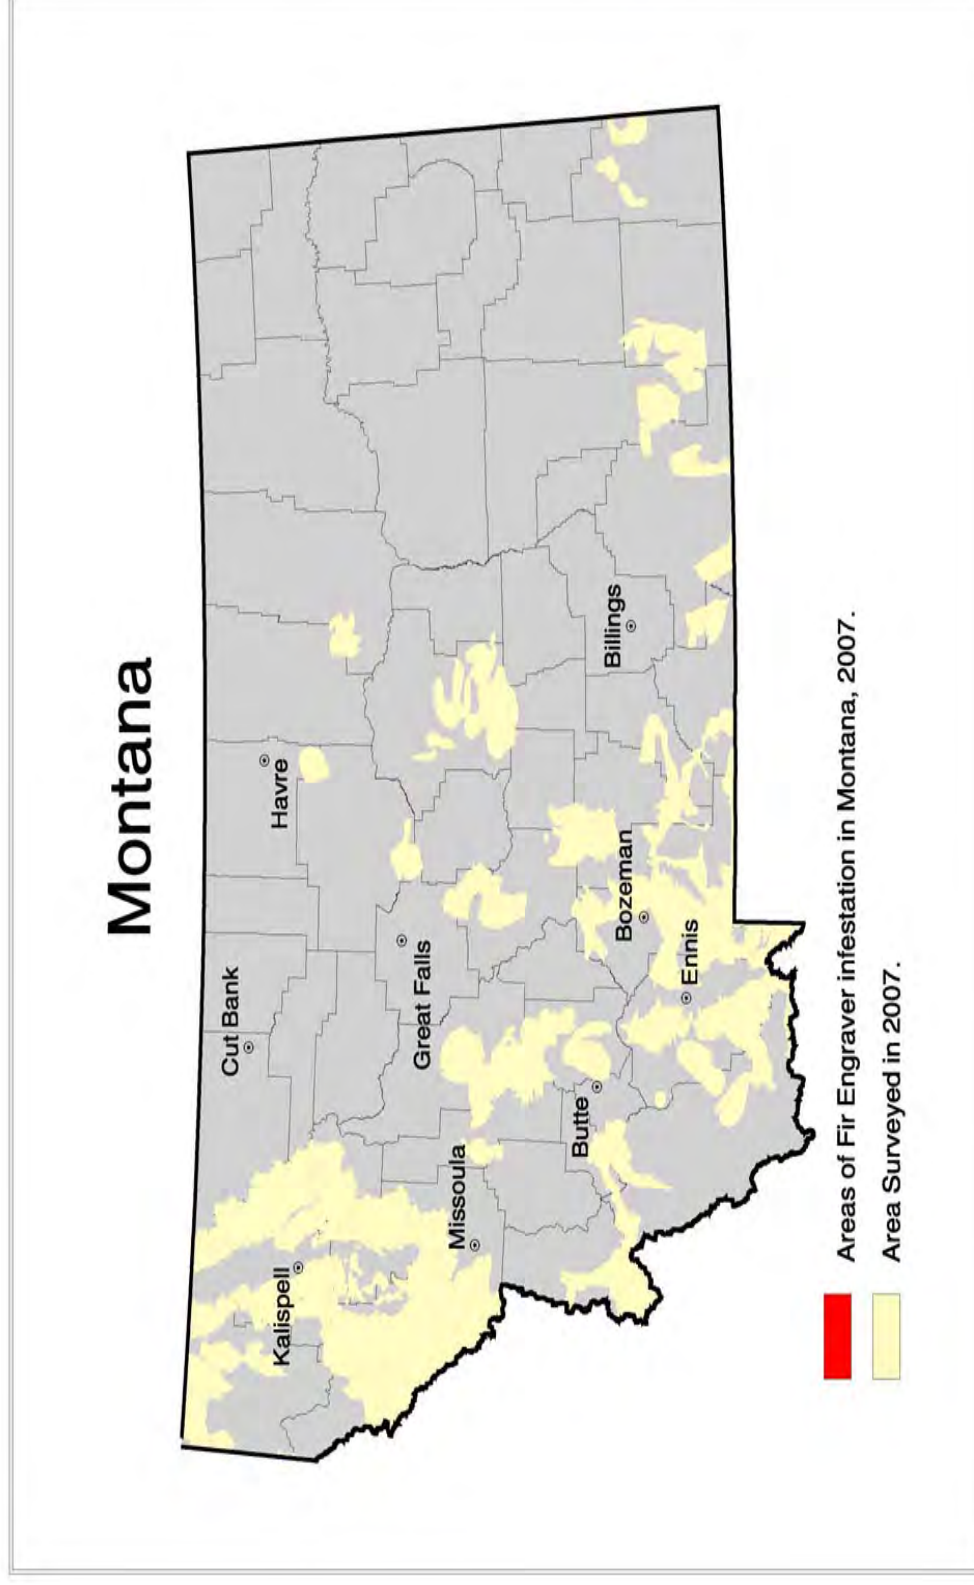 Montana
Cut Bank
Havre
Kalispell
Great Falls
Missoula
Butte
Bozeman
Billings
Ennis
Areas of Fir Engraver infestation in Montana, 2007.
Area Surveyed in 2007.